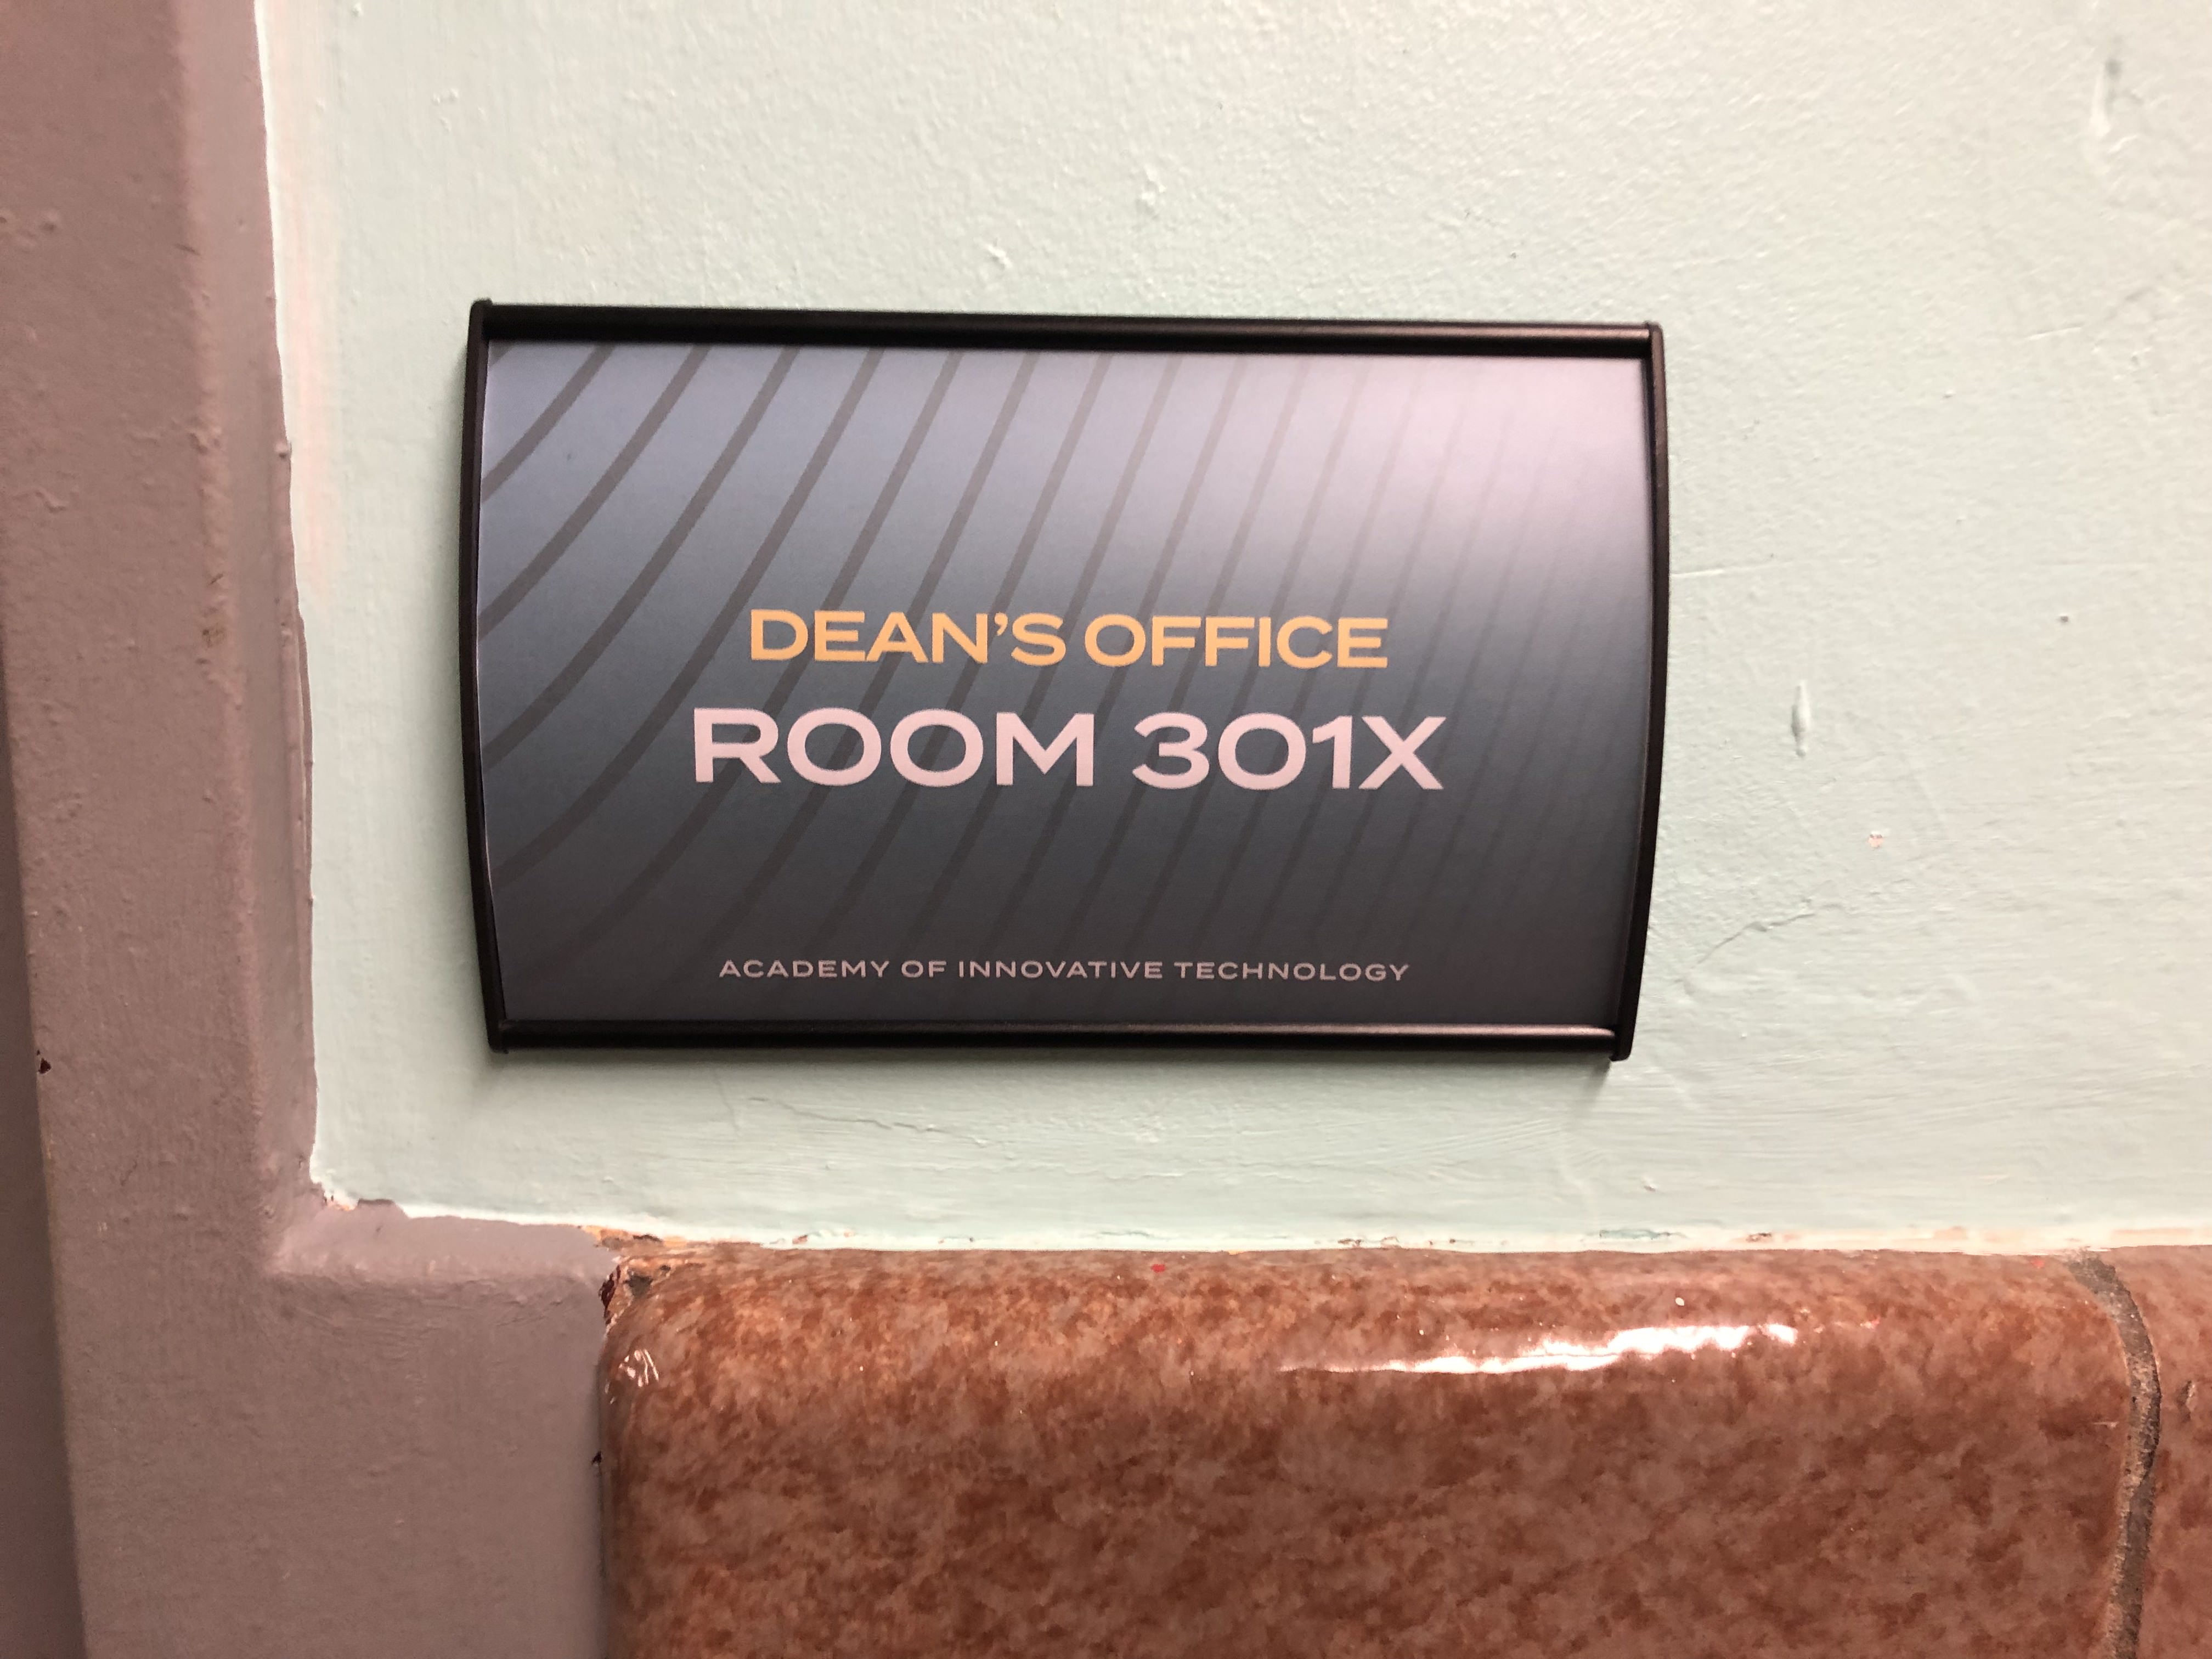 DEAN'S OFFICE
ROOM 301X
ACADEMY OF INNOVATIVE TECHNOLOGY